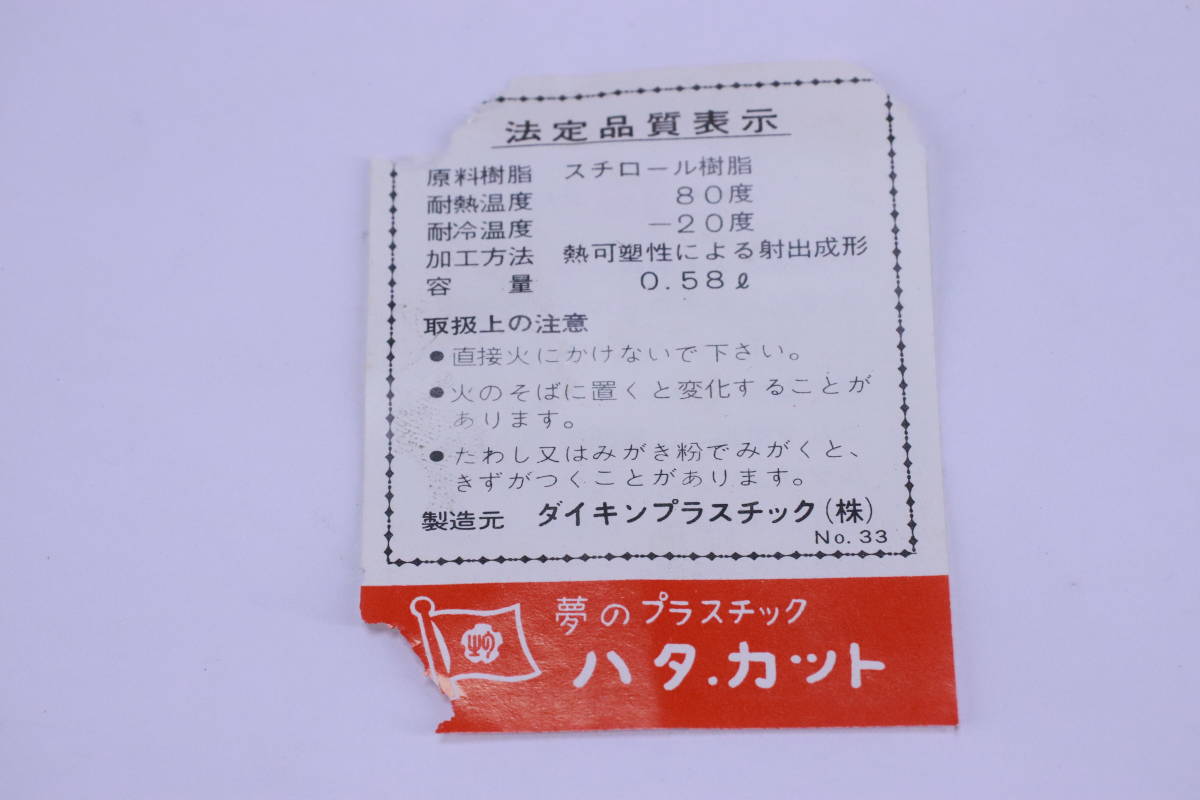 法定品質表示
原料樹脂 スチロール樹脂
耐熱温度 80度
耐冷温度 −20度
加工方法 熱可塑性による射出成形
容量 0.58ℓ
取扱上の注意
●直接火にかけないで下さい。
●火のそばに置くと変化することが
あります。
●たわし又はみがき粉でみがくと、
きずがつくことがあります。
製造元 ダイキンプラスチック(株)
No.33
夢のプラスチック
ハタ.カット